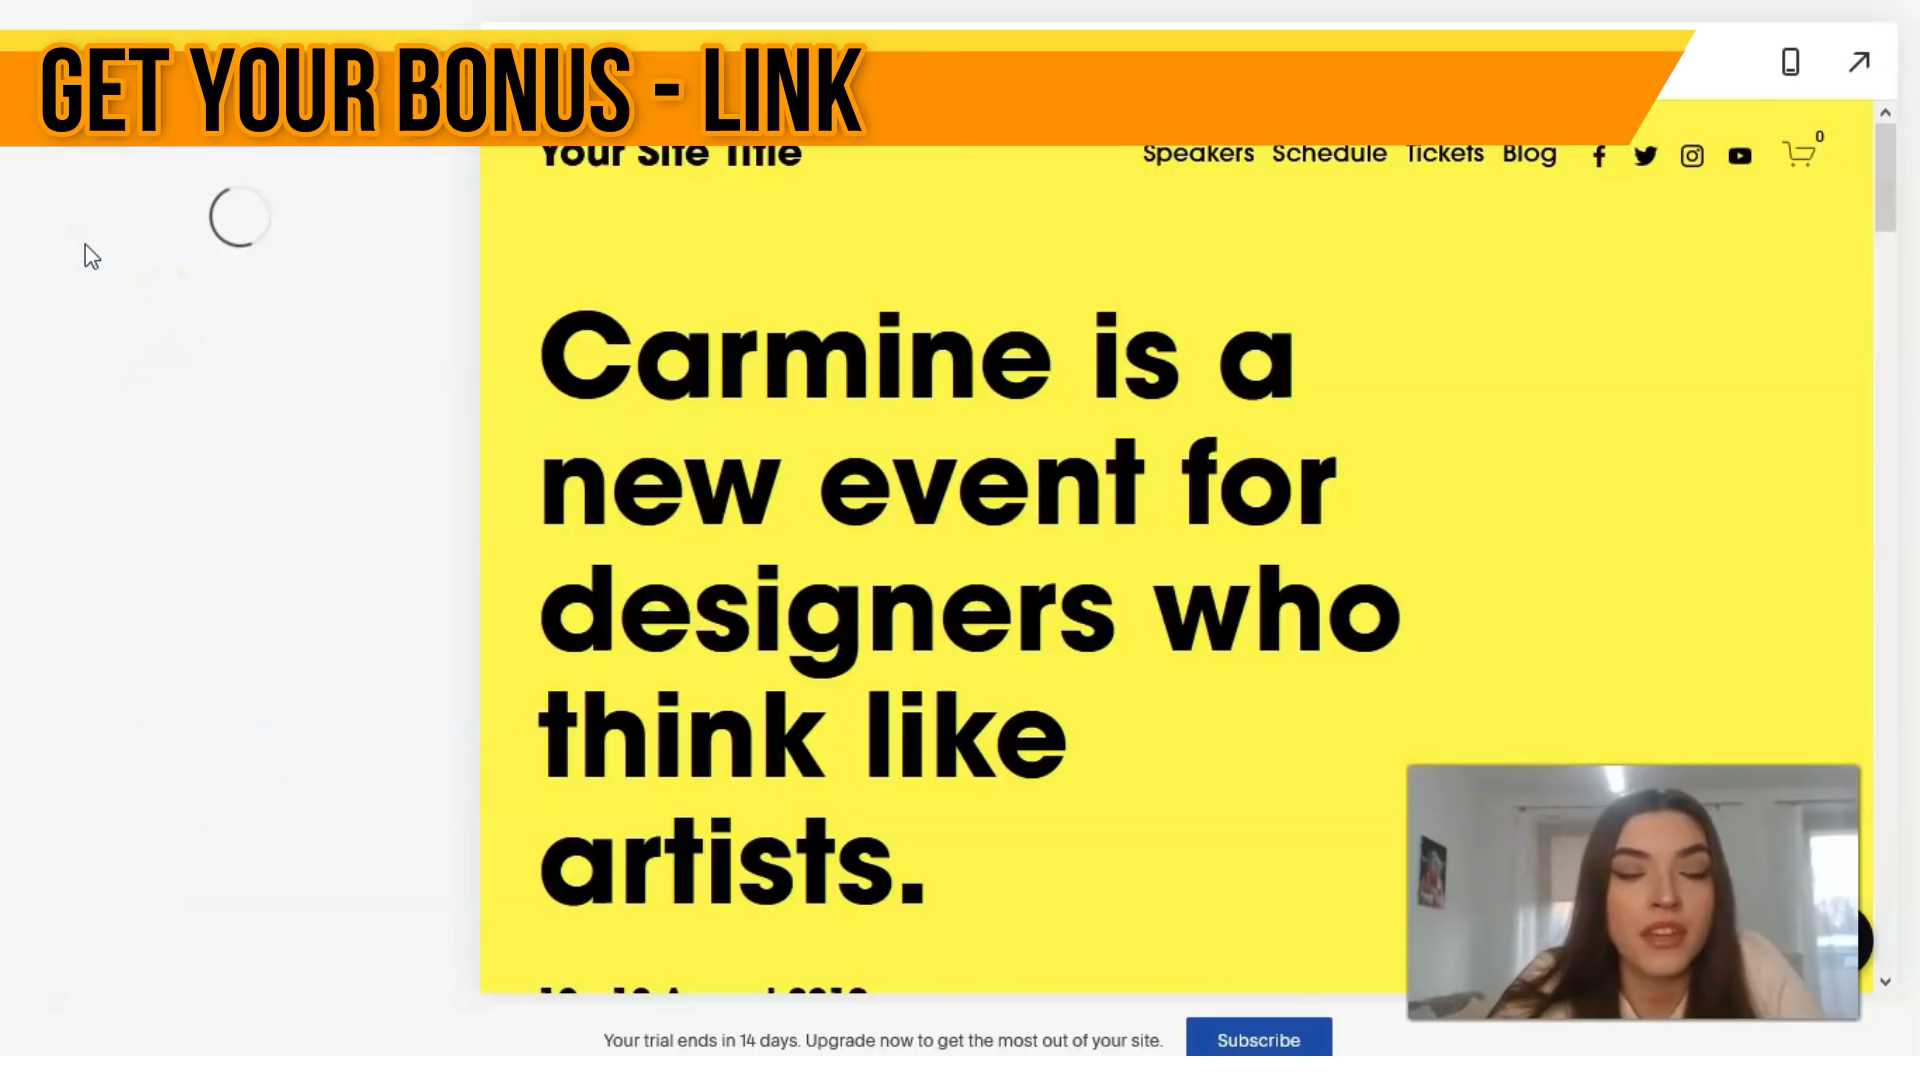 GET YOUR BONUS - LINK
Your Site Title
Speakers Schedule Tickets Blog
0
Carmine is a
new event for
designers who
think like
artists.
Your trial ends in 14 days. Upgrade now to get the most out of your site.
Subscribe